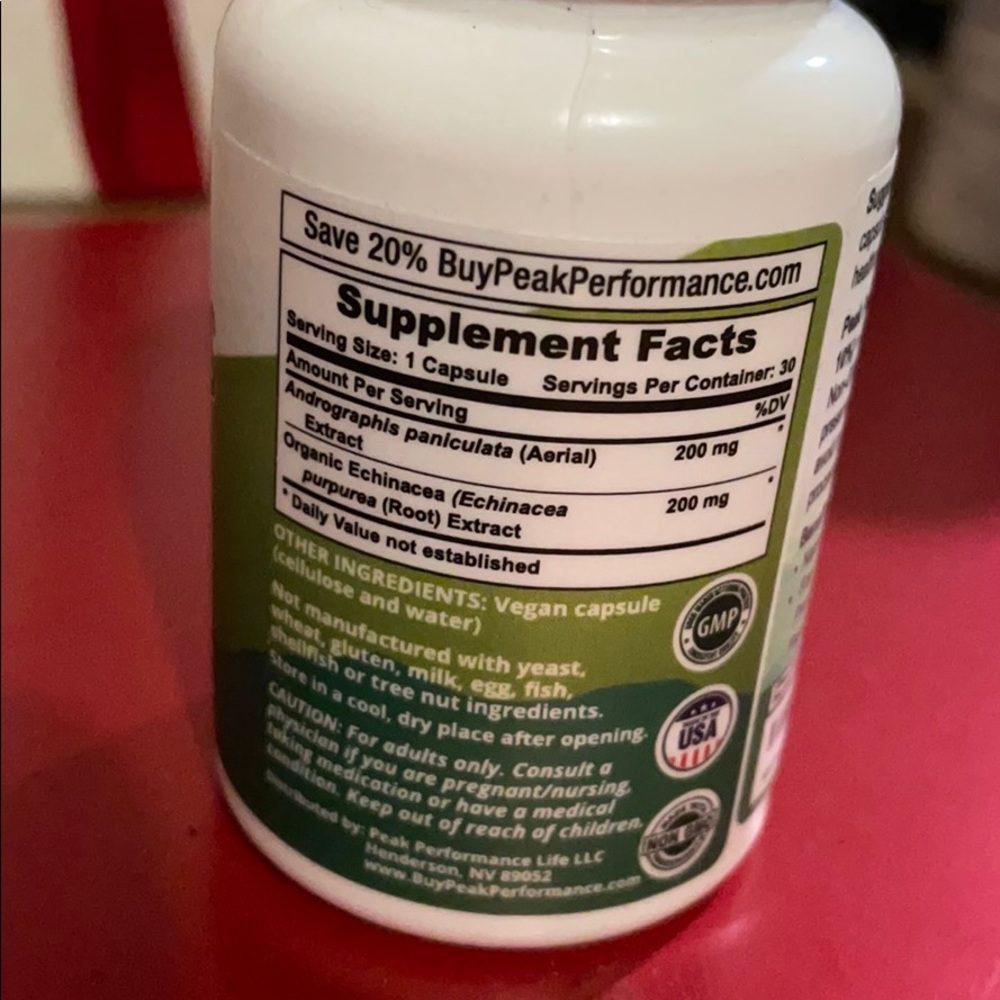 Save 20% BuyPeakPerformance.com
Supplement Facts
Serving Size: 1 Capsule Servings Per Container: 30
Amount Per Serving %DV
Andrographis paniculata (Aerial) 200 mg *
Extract
Organic Echinacea (Echinacea 200 mg *
purpurea (Root) Extract
* Daily Value not established
OTHER INGREDIENTS: Vegan capsule
(cellulose and water)
Not manufactured with yeast,
wheat, gluten, milk, egg, fish,
shellfish or tree nut ingredients.
Store in a cool, dry place after opening.
CAUTION: For adults only. Consult a
physician if you are pregnant/nursing,
taking medication or have a medical
condition. Keep out of reach of children.
Distributed by: Peak Performance Life LLC
Henderson, NV 89052
www.BuyPeakPerformance.com
GMP
USA
NON GMO